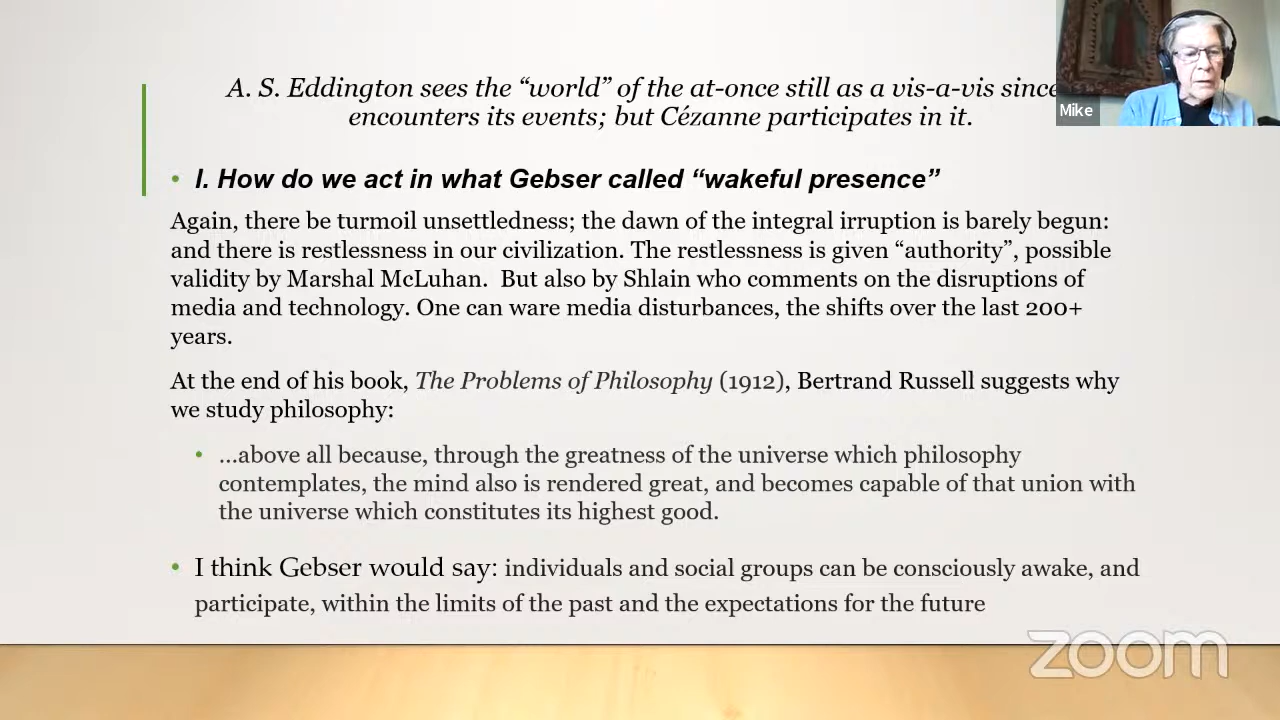 A. S. Eddington sees the “world” of the at-once still as a vis-a-vis since
encounters its events; but Cézanne participates in it.
Mike
• I. How do we act in what Gebser called “wakeful presence”
Again, there be turmoil unsettledness; the dawn of the integral irruption is barely begun:
and there is restlessness in our civilization. The restlessness is given “authority”, possible
validity by Marshal McLuhan.  But also by Shlain who comments on the disruptions of
media and technology. One can ware media disturbances, the shifts over the last 200+
years.
At the end of his book, The Problems of Philosophy (1912), Bertrand Russell suggests why
we study philosophy:
• …above all because, through the greatness of the universe which philosophy
contemplates, the mind also is rendered great, and becomes capable of that union with
the universe which constitutes its highest good.
• I think Gebser would say: individuals and social groups can be consciously awake, and
participate, within the limits of the past and the expectations for the future
zoom